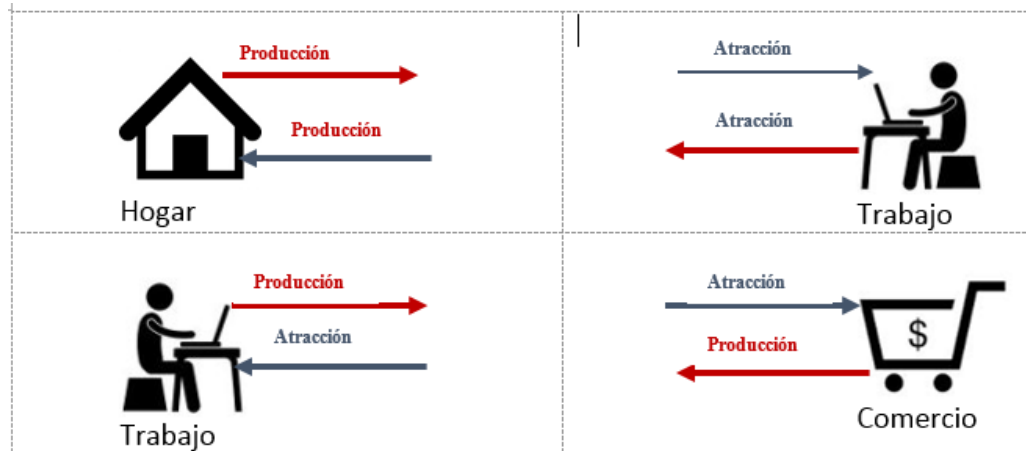 Producción
Producción
Hogar
Atracción
Atracción
Trabajo
Producción
Atracción
Trabajo
Atracción
Producción
$
Comercio